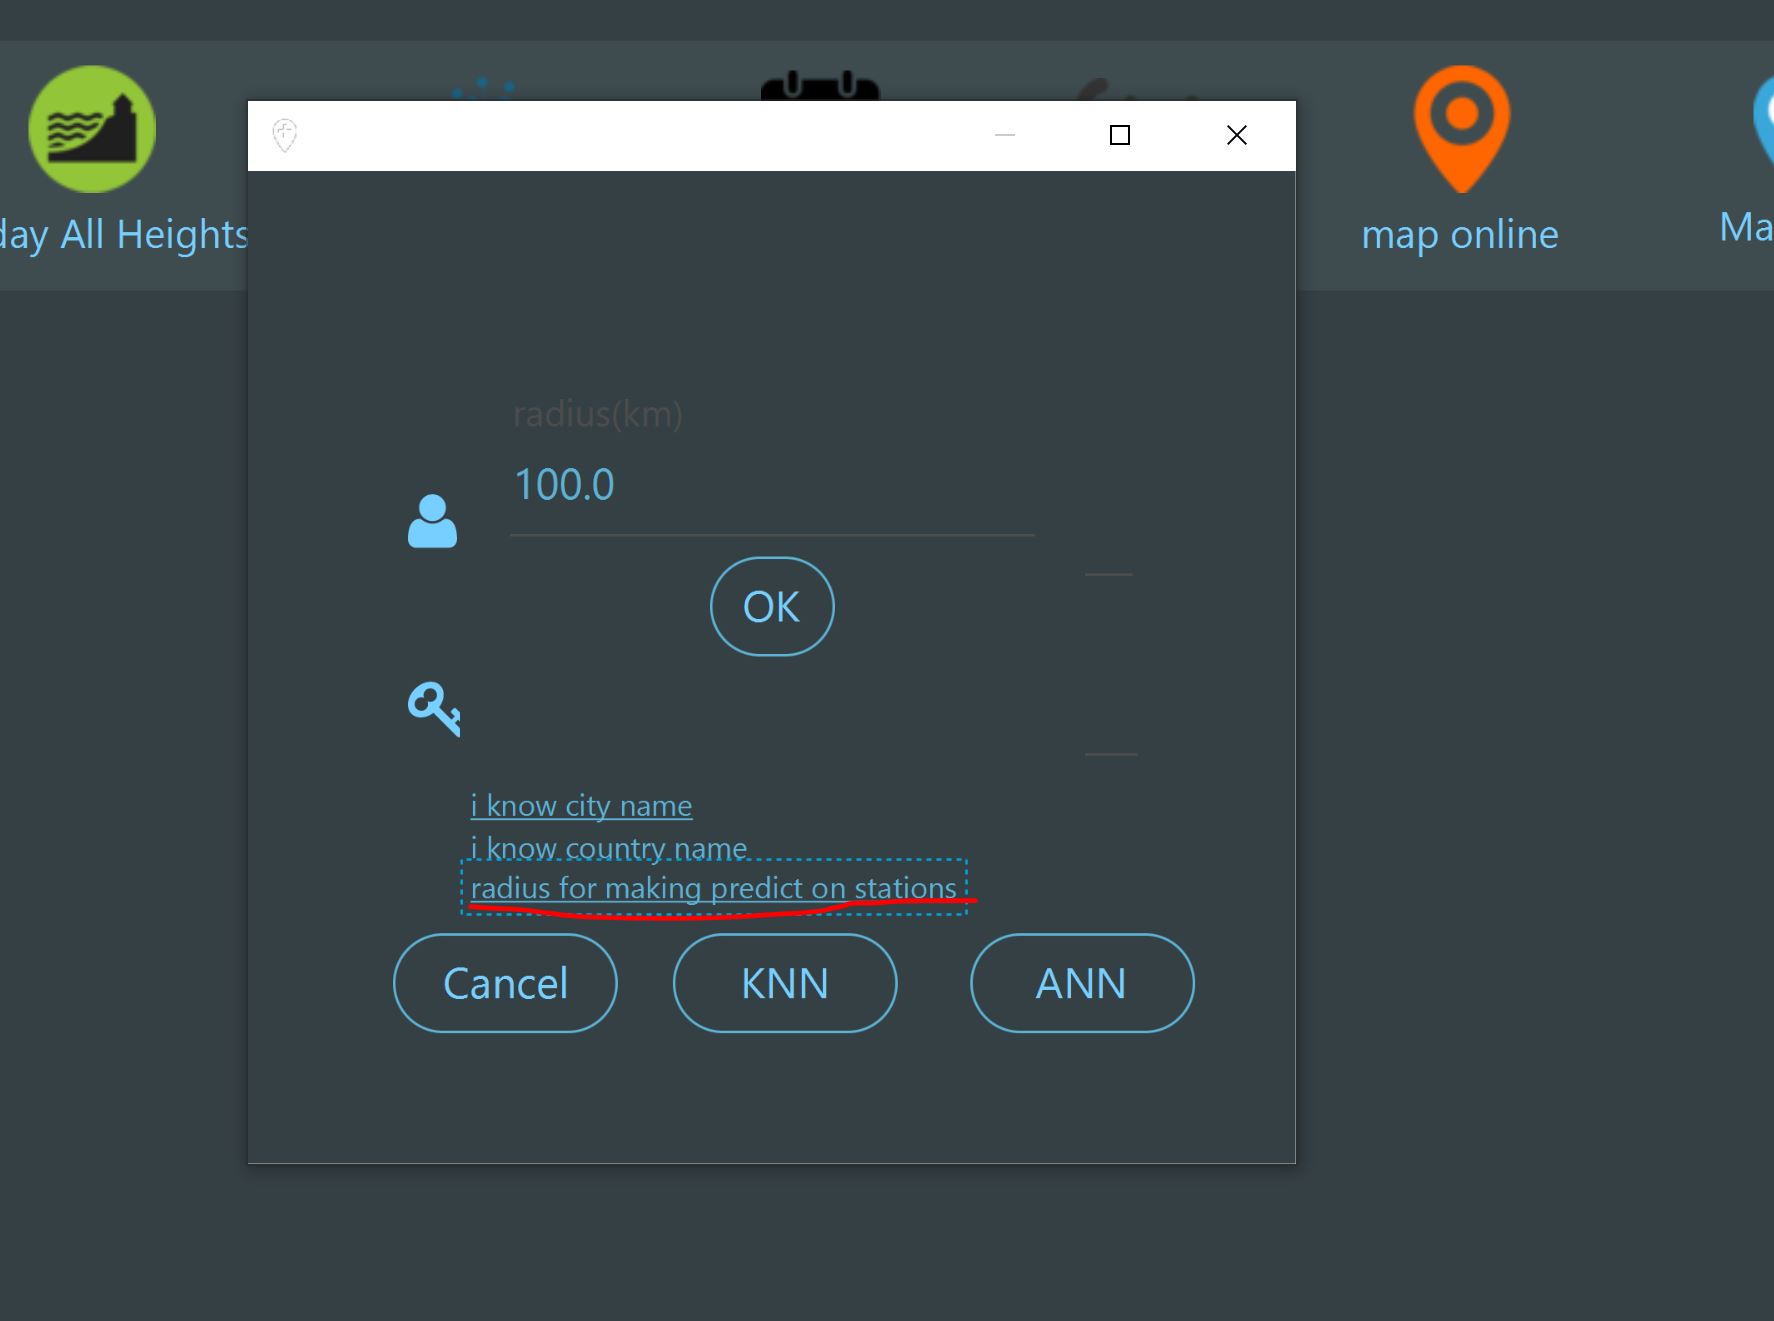 day All Heights
map online
Ma
radius(km)
100.0
OK
i know city name
i know country name
radius for making predict on stations
Cancel
KNN
ANN